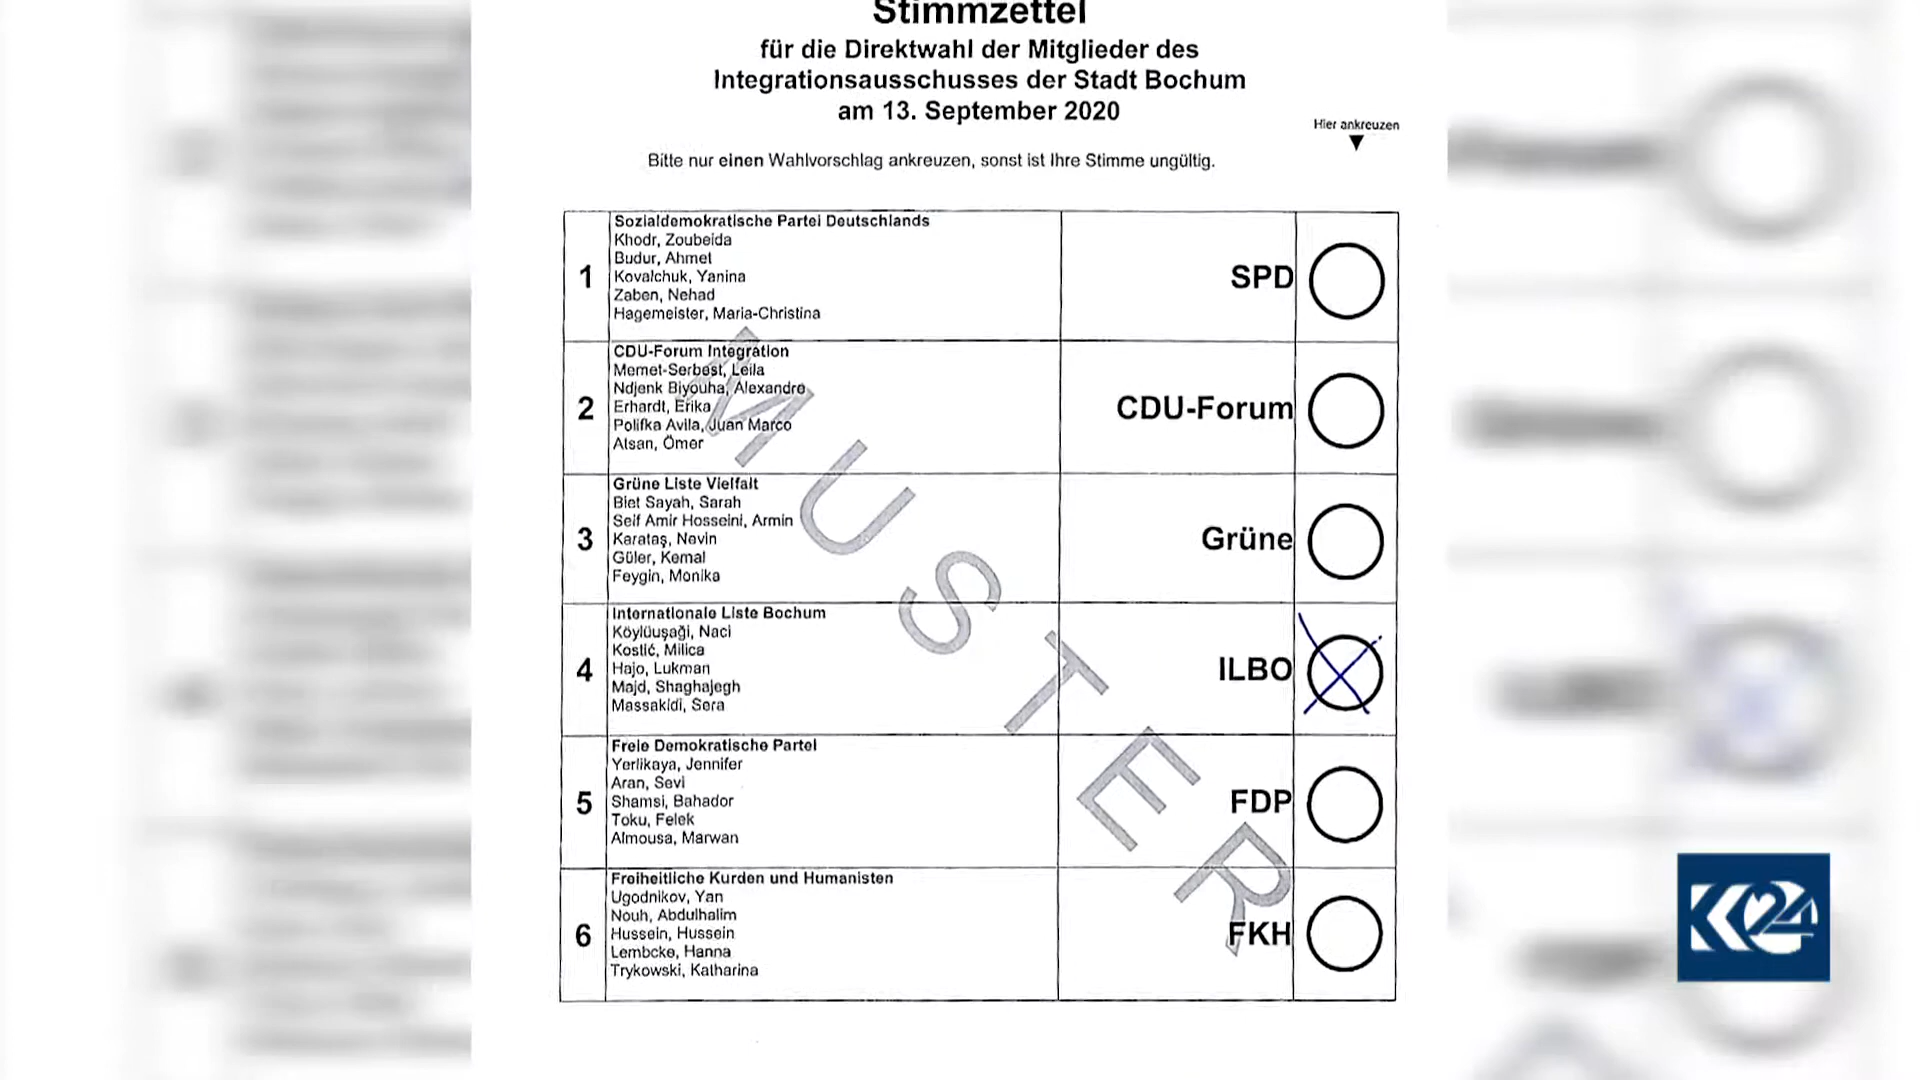 Stimmzettel
für die Direktwahl der Mitglieder des
Integrationsausschusses der Stadt Bochum
am 13. September 2020
Hier ankreuzen
Bitte nur einen Wahlvorschlag ankreuzen, sonst ist Ihre Stimme ungültig.
1
Sozialdemokratische Partei Deutschlands
Khodr, Zoubeida
Budur, Ahmet
Kovalchuk, Yanina
Zaben, Nehad
Hagemeister, Maria-Christina
SPD
2
CDU-Forum Integration
Memet-Serbest, Leila
Ndjenk Biyouha, Alexandre
Erhardt, Erika
Polifka Avila, Juan Marco
Alsan, Ömer
CDU-Forum
3
Grüne Liste Vielfalt
Biet Sayah, Sarah
Seif Amir Hosseini, Armin
Karataş, Nevin
Güler, Kemal
Feygin, Monika
Grüne
4
Internationale Liste Bochum
Köylüuşaği, Naci
Kostić, Milica
Hajo, Lukman
Majd, Shaghajegh
Massakidi, Sera
ILBO
5
Freie Demokratische Partei
Yerlikaya, Jennifer
Aran, Sevi
Shamsi, Bahador
Toku, Felek
Almousa, Marwan
FDP
6
Freiheitliche Kurden und Humanisten
Ugodnikov, Yan
Nouh, Abdulhalim
Hussein, Hussein
Lembcke, Hanna
Trykowski, Katharina
FKH
MUSTER
K24